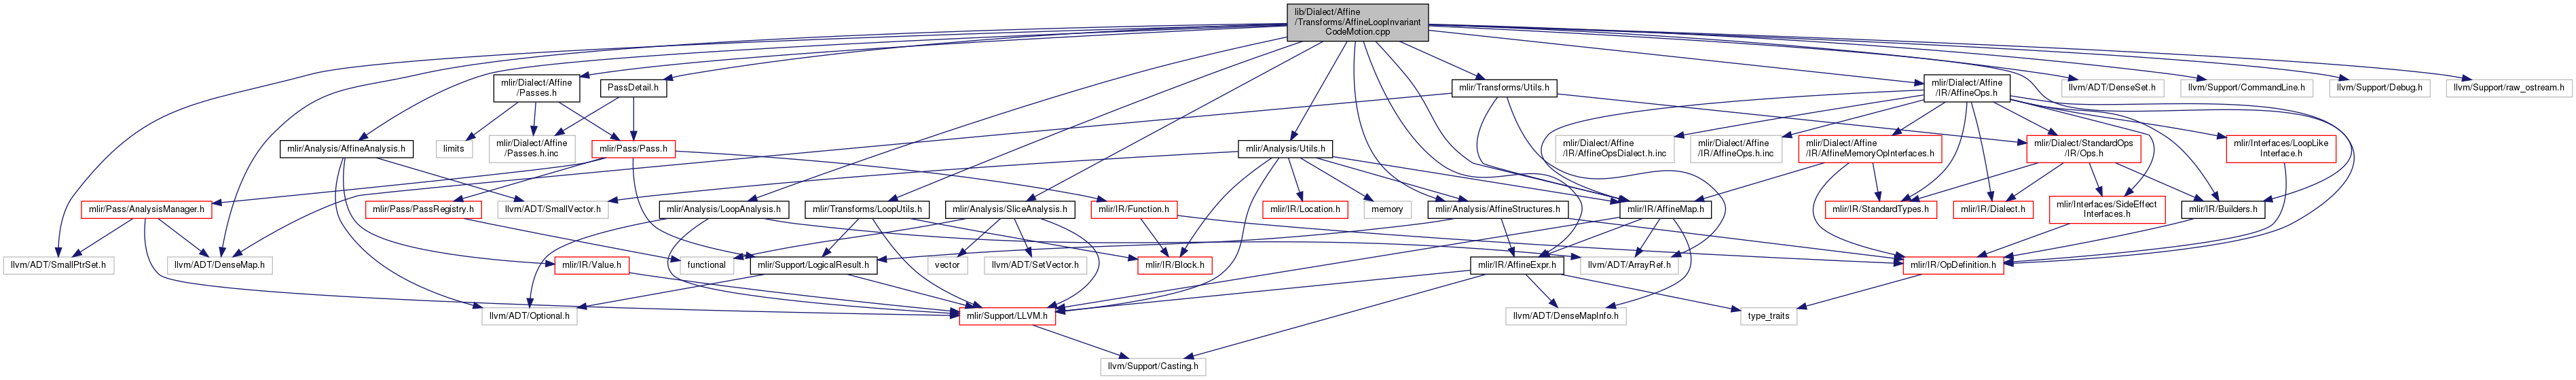 lib/Dialect/Affine
/Transforms/AffineLoopInvariant
CodeMotion.cpp
mlir/Dialect/Affine
/Passes.h
PassDetail.h
mlir/Transforms/Utils.h
mlir/Dialect/Affine
/IR/AffineOps.h
llvm/ADT/DenseSet.h
llvm/Support/CommandLine.h
llvm/Support/Debug.h
llvm/Support/raw_ostream.h
mlir/Analysis/AffineAnalysis.h
limits
mlir/Dialect/Affine
/Passes.h.inc
mlir/Pass/Pass.h
mlir/Analysis/Utils.h
mlir/Dialect/Affine
/IR/AffineOpsDialect.h.inc
mlir/Dialect/Affine
/IR/AffineOps.h.inc
mlir/Dialect/Affine
/IR/AffineMemoryOpInterfaces.h
mlir/Dialect/StandardOps
/IR/Ops.h
mlir/Interfaces/LoopLike
Interface.h
mlir/Pass/AnalysisManager.h
mlir/Pass/PassRegistry.h
llvm/ADT/SmallVector.h
mlir/Analysis/LoopAnalysis.h
mlir/Transforms/LoopUtils.h
mlir/Analysis/SliceAnalysis.h
mlir/IR/Function.h
mlir/IR/Location.h
memory
mlir/Analysis/AffineStructures.h
mlir/IR/AffineMap.h
mlir/IR/StandardTypes.h
mlir/IR/Dialect.h
mlir/Interfaces/SideEffect
Interfaces.h
mlir/IR/Builders.h
llvm/ADT/SmallPtrSet.h
llvm/ADT/DenseMap.h
mlir/IR/Value.h
functional
mlir/Support/LogicalResult.h
vector
llvm/ADT/SetVector.h
mlir/IR/Block.h
mlir/IR/AffineExpr.h
llvm/ADT/ArrayRef.h
mlir/IR/OpDefinition.h
llvm/ADT/Optional.h
mlir/Support/LLVM.h
llvm/ADT/DenseMapInfo.h
type_traits
llvm/Support/Casting.h